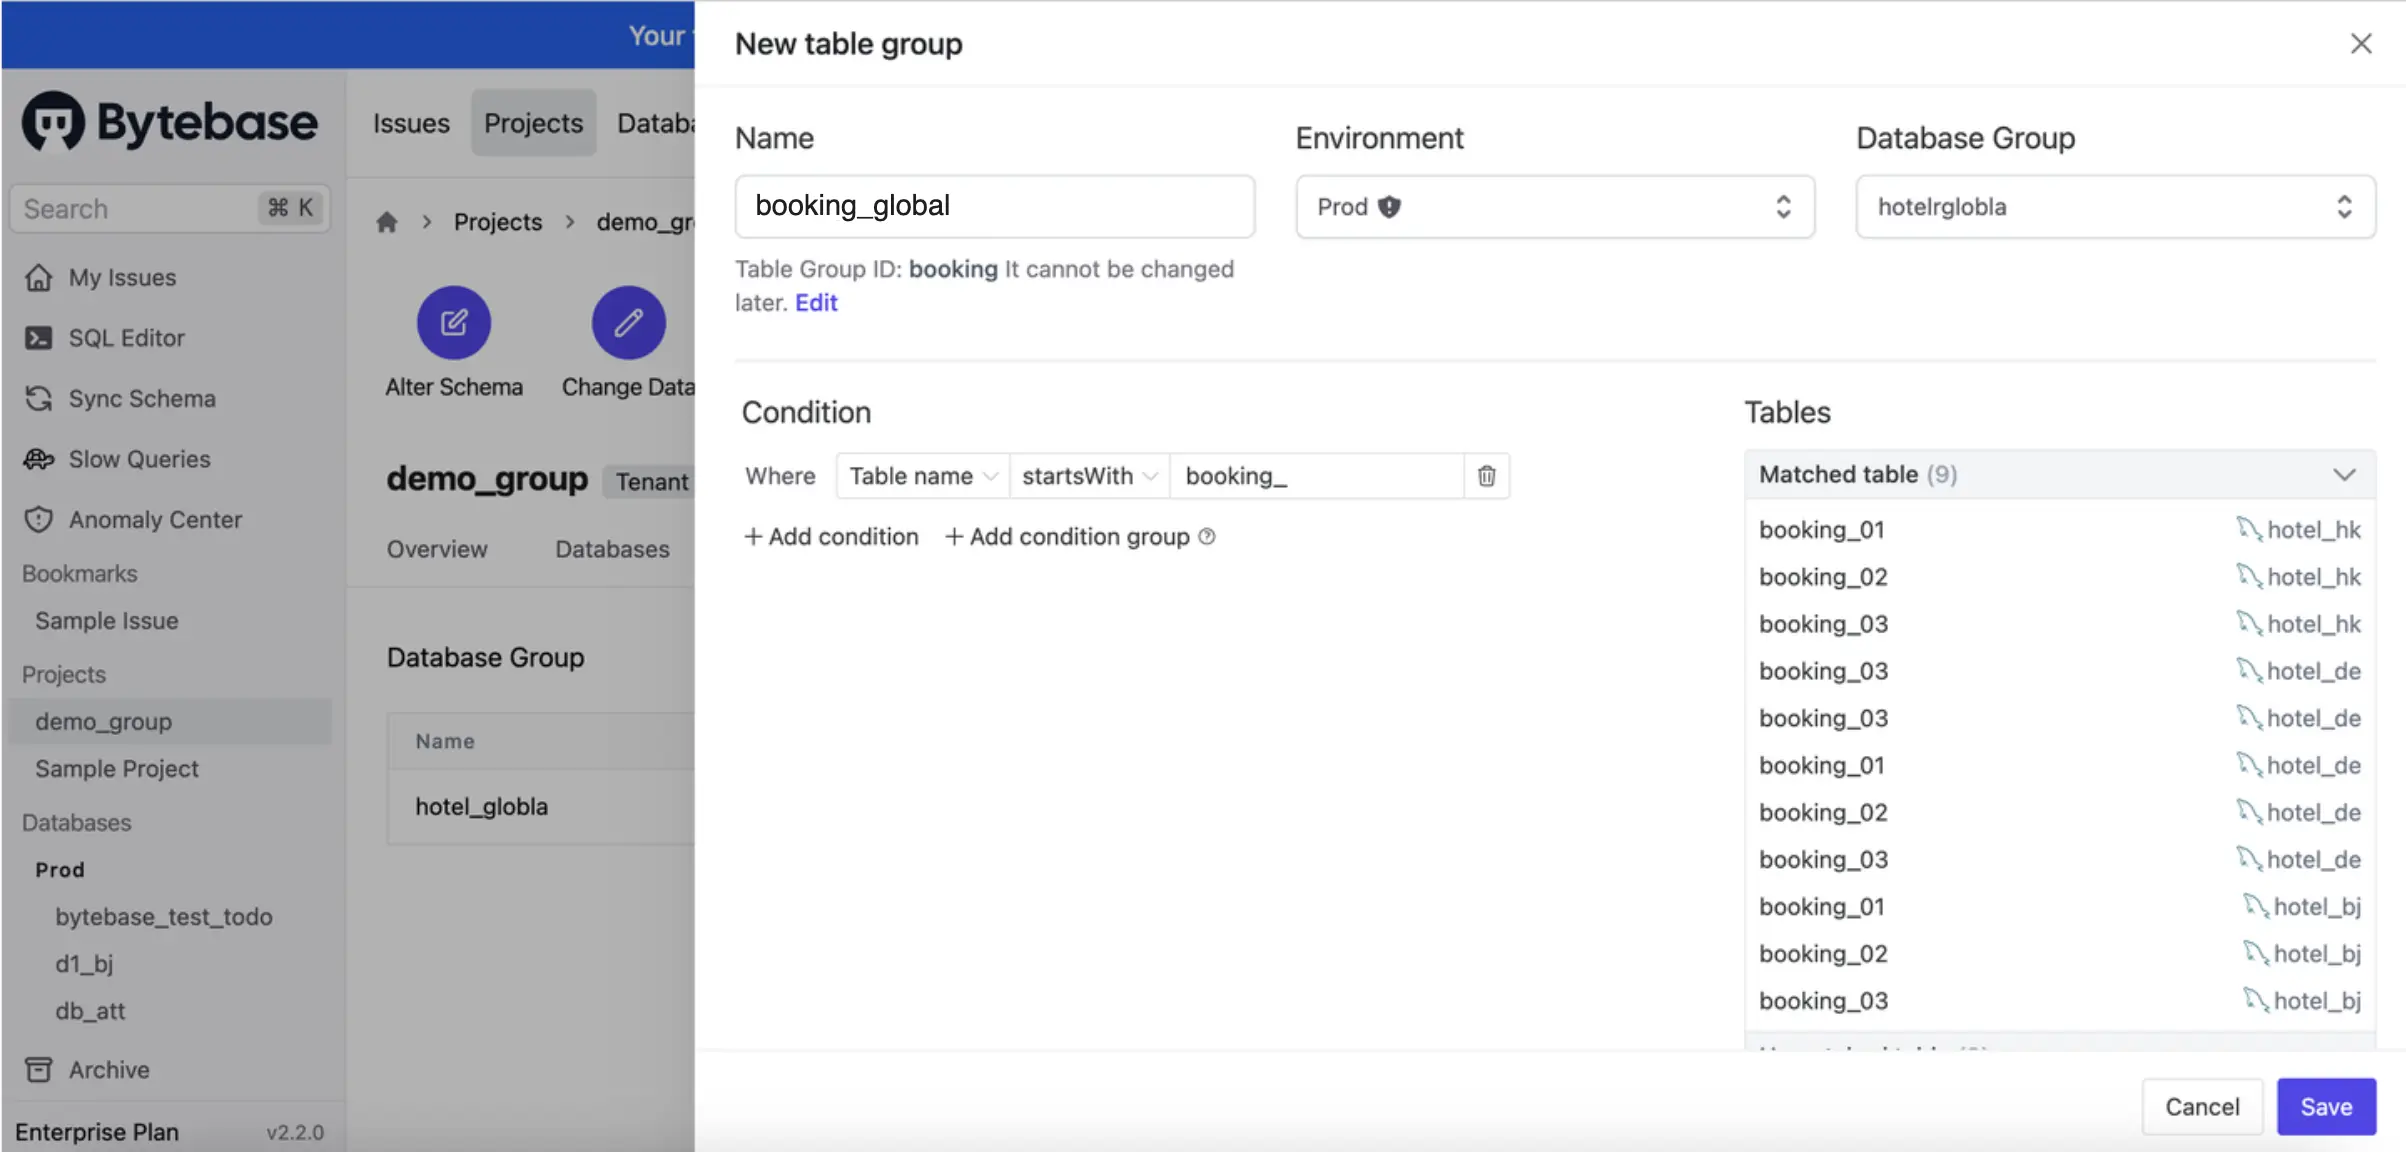 Your
Bytebase
Search
⌘ K
My Issues
SQL Editor
Sync Schema
Slow Queries
Anomaly Center
Bookmarks
Sample Issue
Projects
demo_group
Sample Project
Databases
Prod
bytebase_test_todo
d1_bj
db_att
Archive
Enterprise Plan v2.2.0
Issues Projects Databa
Projects > demo_gr
Alter Schema Change Data
demo_group Tenant
Overview Databases
Database Group
Name
hotel_globla
New table group
Name
booking_global
Table Group ID: booking It cannot be changed
later. Edit
Environment
Prod
Database Group
hotelrglobla
Condition
Where Table name startsWith booking_
+ Add condition + Add condition group
Tables
Matched table (9)
booking_01 hotel_hk
booking_02 hotel_hk
booking_03 hotel_hk
booking_03 hotel_de
booking_03 hotel_de
booking_01 hotel_de
booking_02 hotel_de
booking_03 hotel_de
booking_01 hotel_bj
booking_02 hotel_bj
booking_03 hotel_bj
Cancel Save